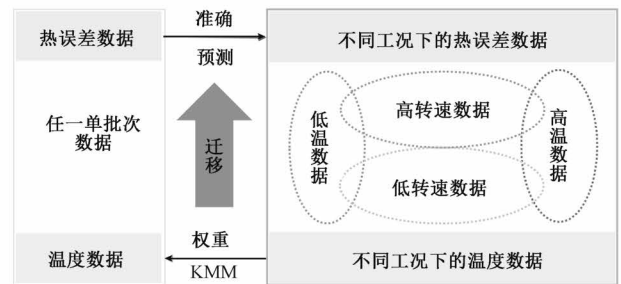 热误差数据
准确
预测
不同工况下的热误差数据
任一单批次
数据
迁移
低温数据
高转速数据
低转速数据
高温数据
温度数据
权重
KMM
不同工况下的温度数据